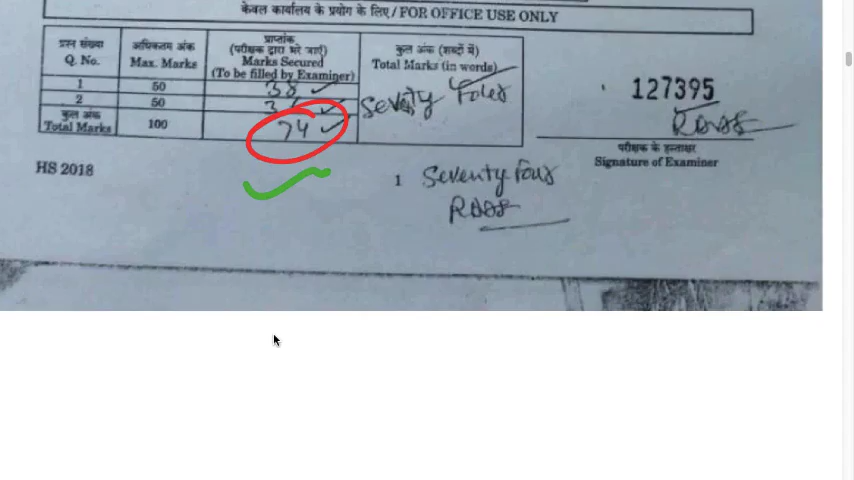 केवल कार्यालय के प्रयोग के लिए/ FOR OFFICE USE ONLY
प्रश्न संख्या
Q. No.
अधिकतम अंक
Max. Marks
प्राप्तांक
(परीक्षक द्वारा भरे जाएँ)
Marks Secured
(To be filled by Examiner)
कुल अंक (शब्दों में)
Total Marks (in words)
1 50 38
2 50
Seventy Four
कुल अंक
Total Marks
100
74
127395
परीक्षक के हस्ताक्षर
Signature of Examiner
HS 2018
1 Seventy Four